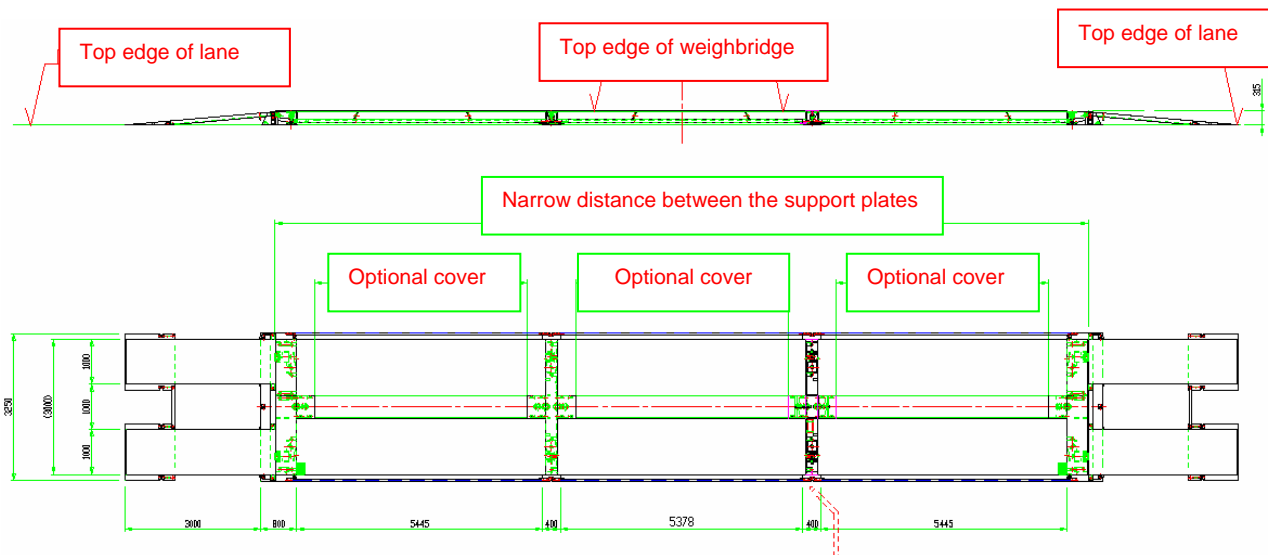 Top edge of lane
Top edge of weighbridge
Top edge of lane
315
Narrow distance between the support plates
Optional cover
Optional cover
Optional cover
3250
(3000)
1000
1000
1000
3000
800
5445
400
5378
400
5445